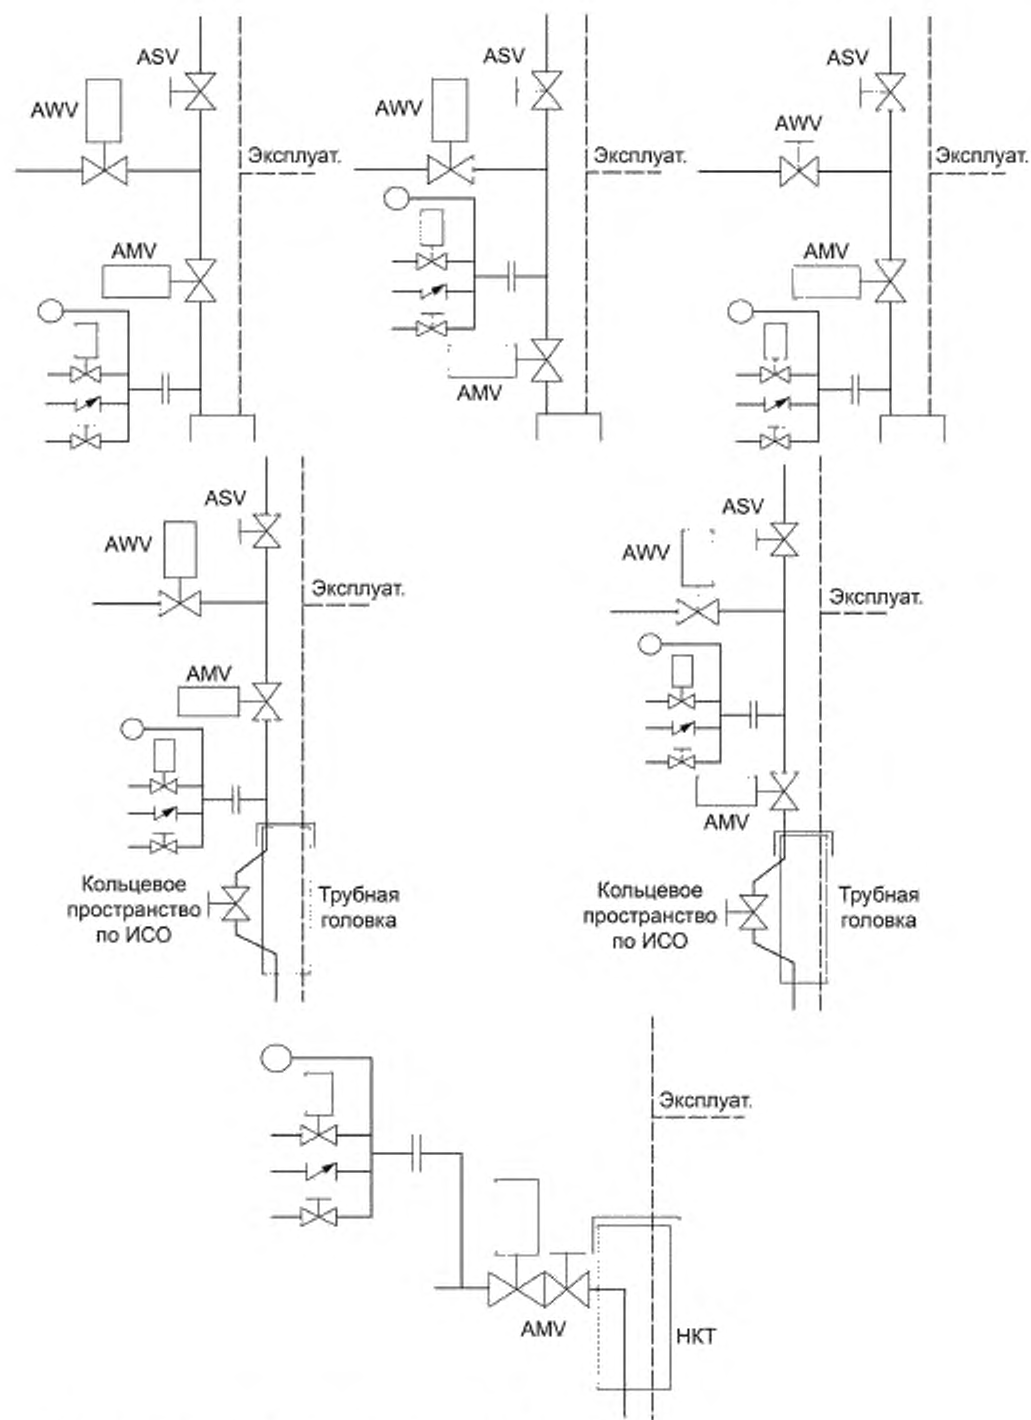 ASV
AWV
Эксплуат.
AMV
ASV
AWV
Эксплуат.
AMV
ASV
AWV
Эксплуат.
AMV
ASV
AWV
Эксплуат.
AMV
Кольцевое
пространство
по ИСО
Трубная
головка
ASV
AWV
Эксплуат.
AMV
Кольцевое
пространство
по ИСО
Трубная
головка
Эксплуат.
AMV
НКТ